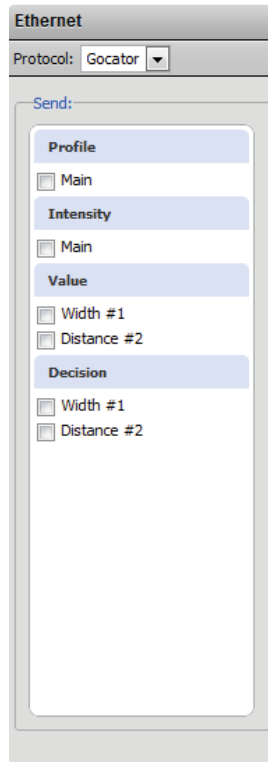 Ethernet
Protocol: Gocator
Send:
Profile
Main
Intensity
Main
Value
Width #1
Distance #2
Decision
Width #1
Distance #2